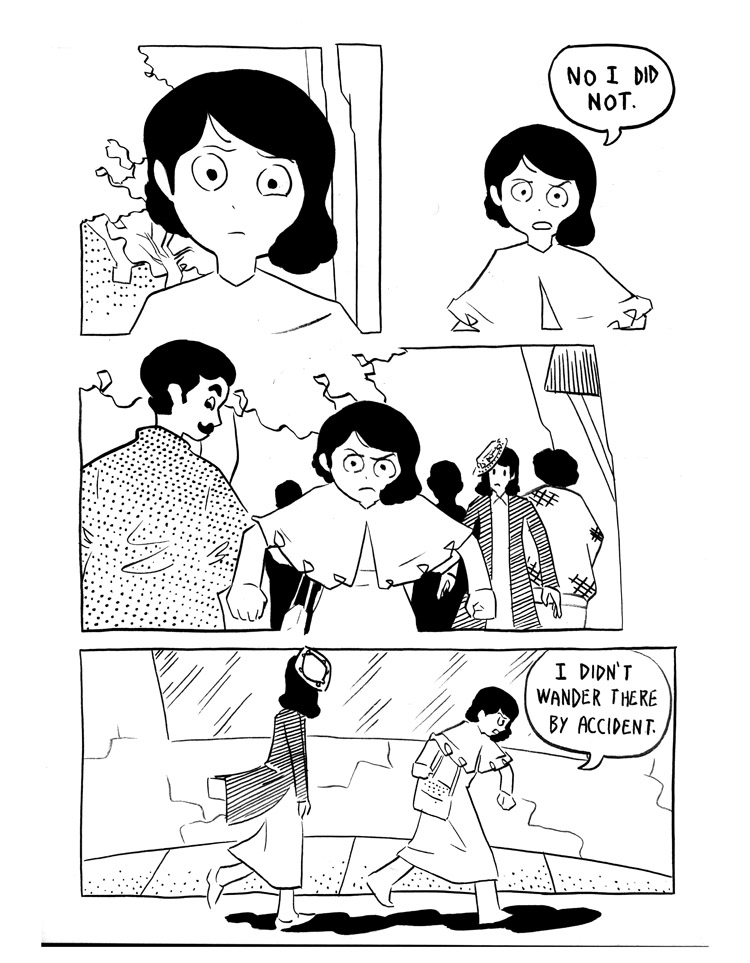 NO I DID
NOT.
I DIDN'T
WANDER THERE
BY ACCIDENT.